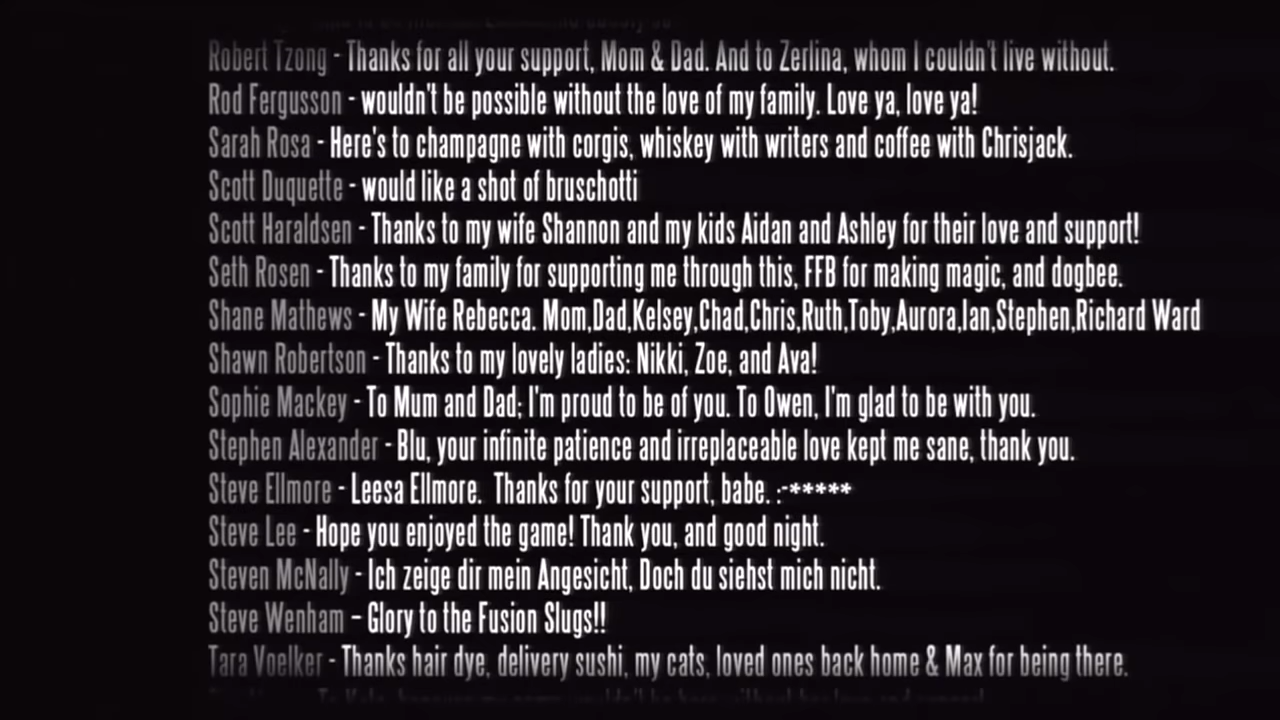 Robert Tzong - Thanks for all your support, Mom & Dad. And to Zerlina, whom I couldn't live without.
Rod Fergusson - wouldn't be possible without the love of my family. Love ya, love ya!
Sarah Rosa - Here's to champagne with corgis, whiskey with writers and coffee with Chrisjack.
Scott Duquette - would like a shot of bruschotti
Scott Haraldsen - Thanks to my wife Shannon and my kids Aidan and Ashley for their love and support!
Seth Rosen - Thanks to my family for supporting me through this, FFB for making magic, and dogbee.
Shane Mathews - My Wife Rebecca. Mom,Dad,Kelsey,Chad,Chris,Ruth,Toby,Aurora,Ian,Stephen,Richard Ward
Shawn Robertson - Thanks to my lovely ladies: Nikki, Zoe, and Ava!
Sophie Mackey - To Mum and Dad; I'm proud to be of you. To Owen, I'm glad to be with you.
Stephen Alexander - Blu, your infinite patience and irreplaceable love kept me sane, thank you.
Steve Ellmore - Leesa Ellmore.  Thanks for your support, babe. :-*****
Steve Lee - Hope you enjoyed the game! Thank you, and good night.
Steven McNally - Ich zeige dir mein Angesicht, Doch du siehst mich nicht.
Steve Wenham – Glory to the Fusion Slugs!!
Tara Voelker - Thanks hair dye, delivery sushi, my cats, loved ones back home & Max for being there.